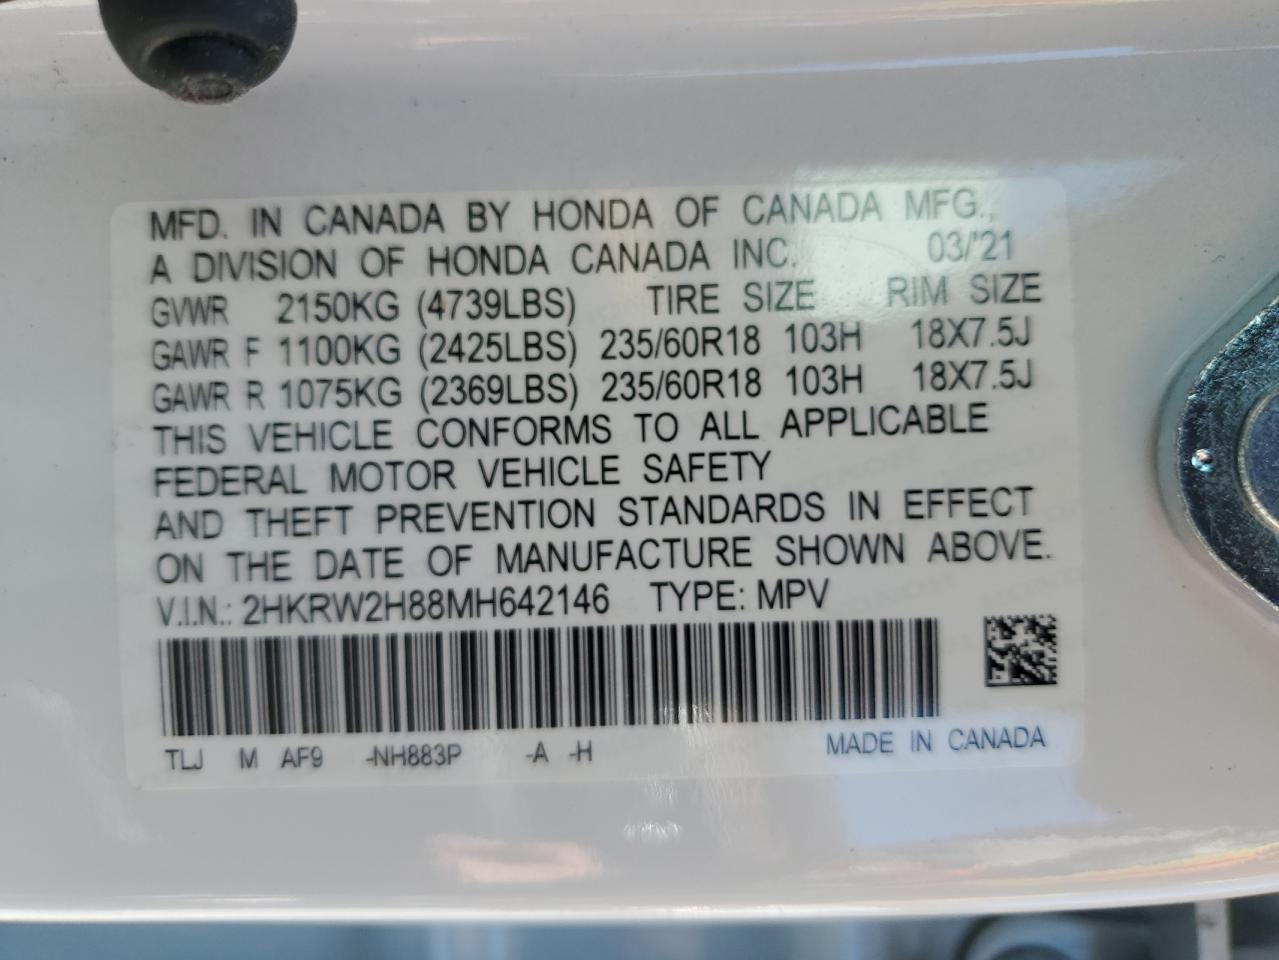 MFD. IN CANADA BY HONDA OF CANADA MFG.,
A DIVISION OF HONDA CANADA INC. 03/'21
GVWR 2150KG (4739LBS) TIRE SIZE RIM SIZE
GAWR F 1100KG (2425LBS) 235/60R18 103H 18X7.5J
GAWR R 1075KG (2369LBS) 235/60R18 103H 18X7.5J
THIS VEHICLE CONFORMS TO ALL APPLICABLE
FEDERAL MOTOR VEHICLE SAFETY
AND THEFT PREVENTION STANDARDS IN EFFECT
ON THE DATE OF MANUFACTURE SHOWN ABOVE.
V.I.N.: 2HKRW2H88MH642146 TYPE: MPV
TLJ M AF9 -NH883P -A -H MADE IN CANADA